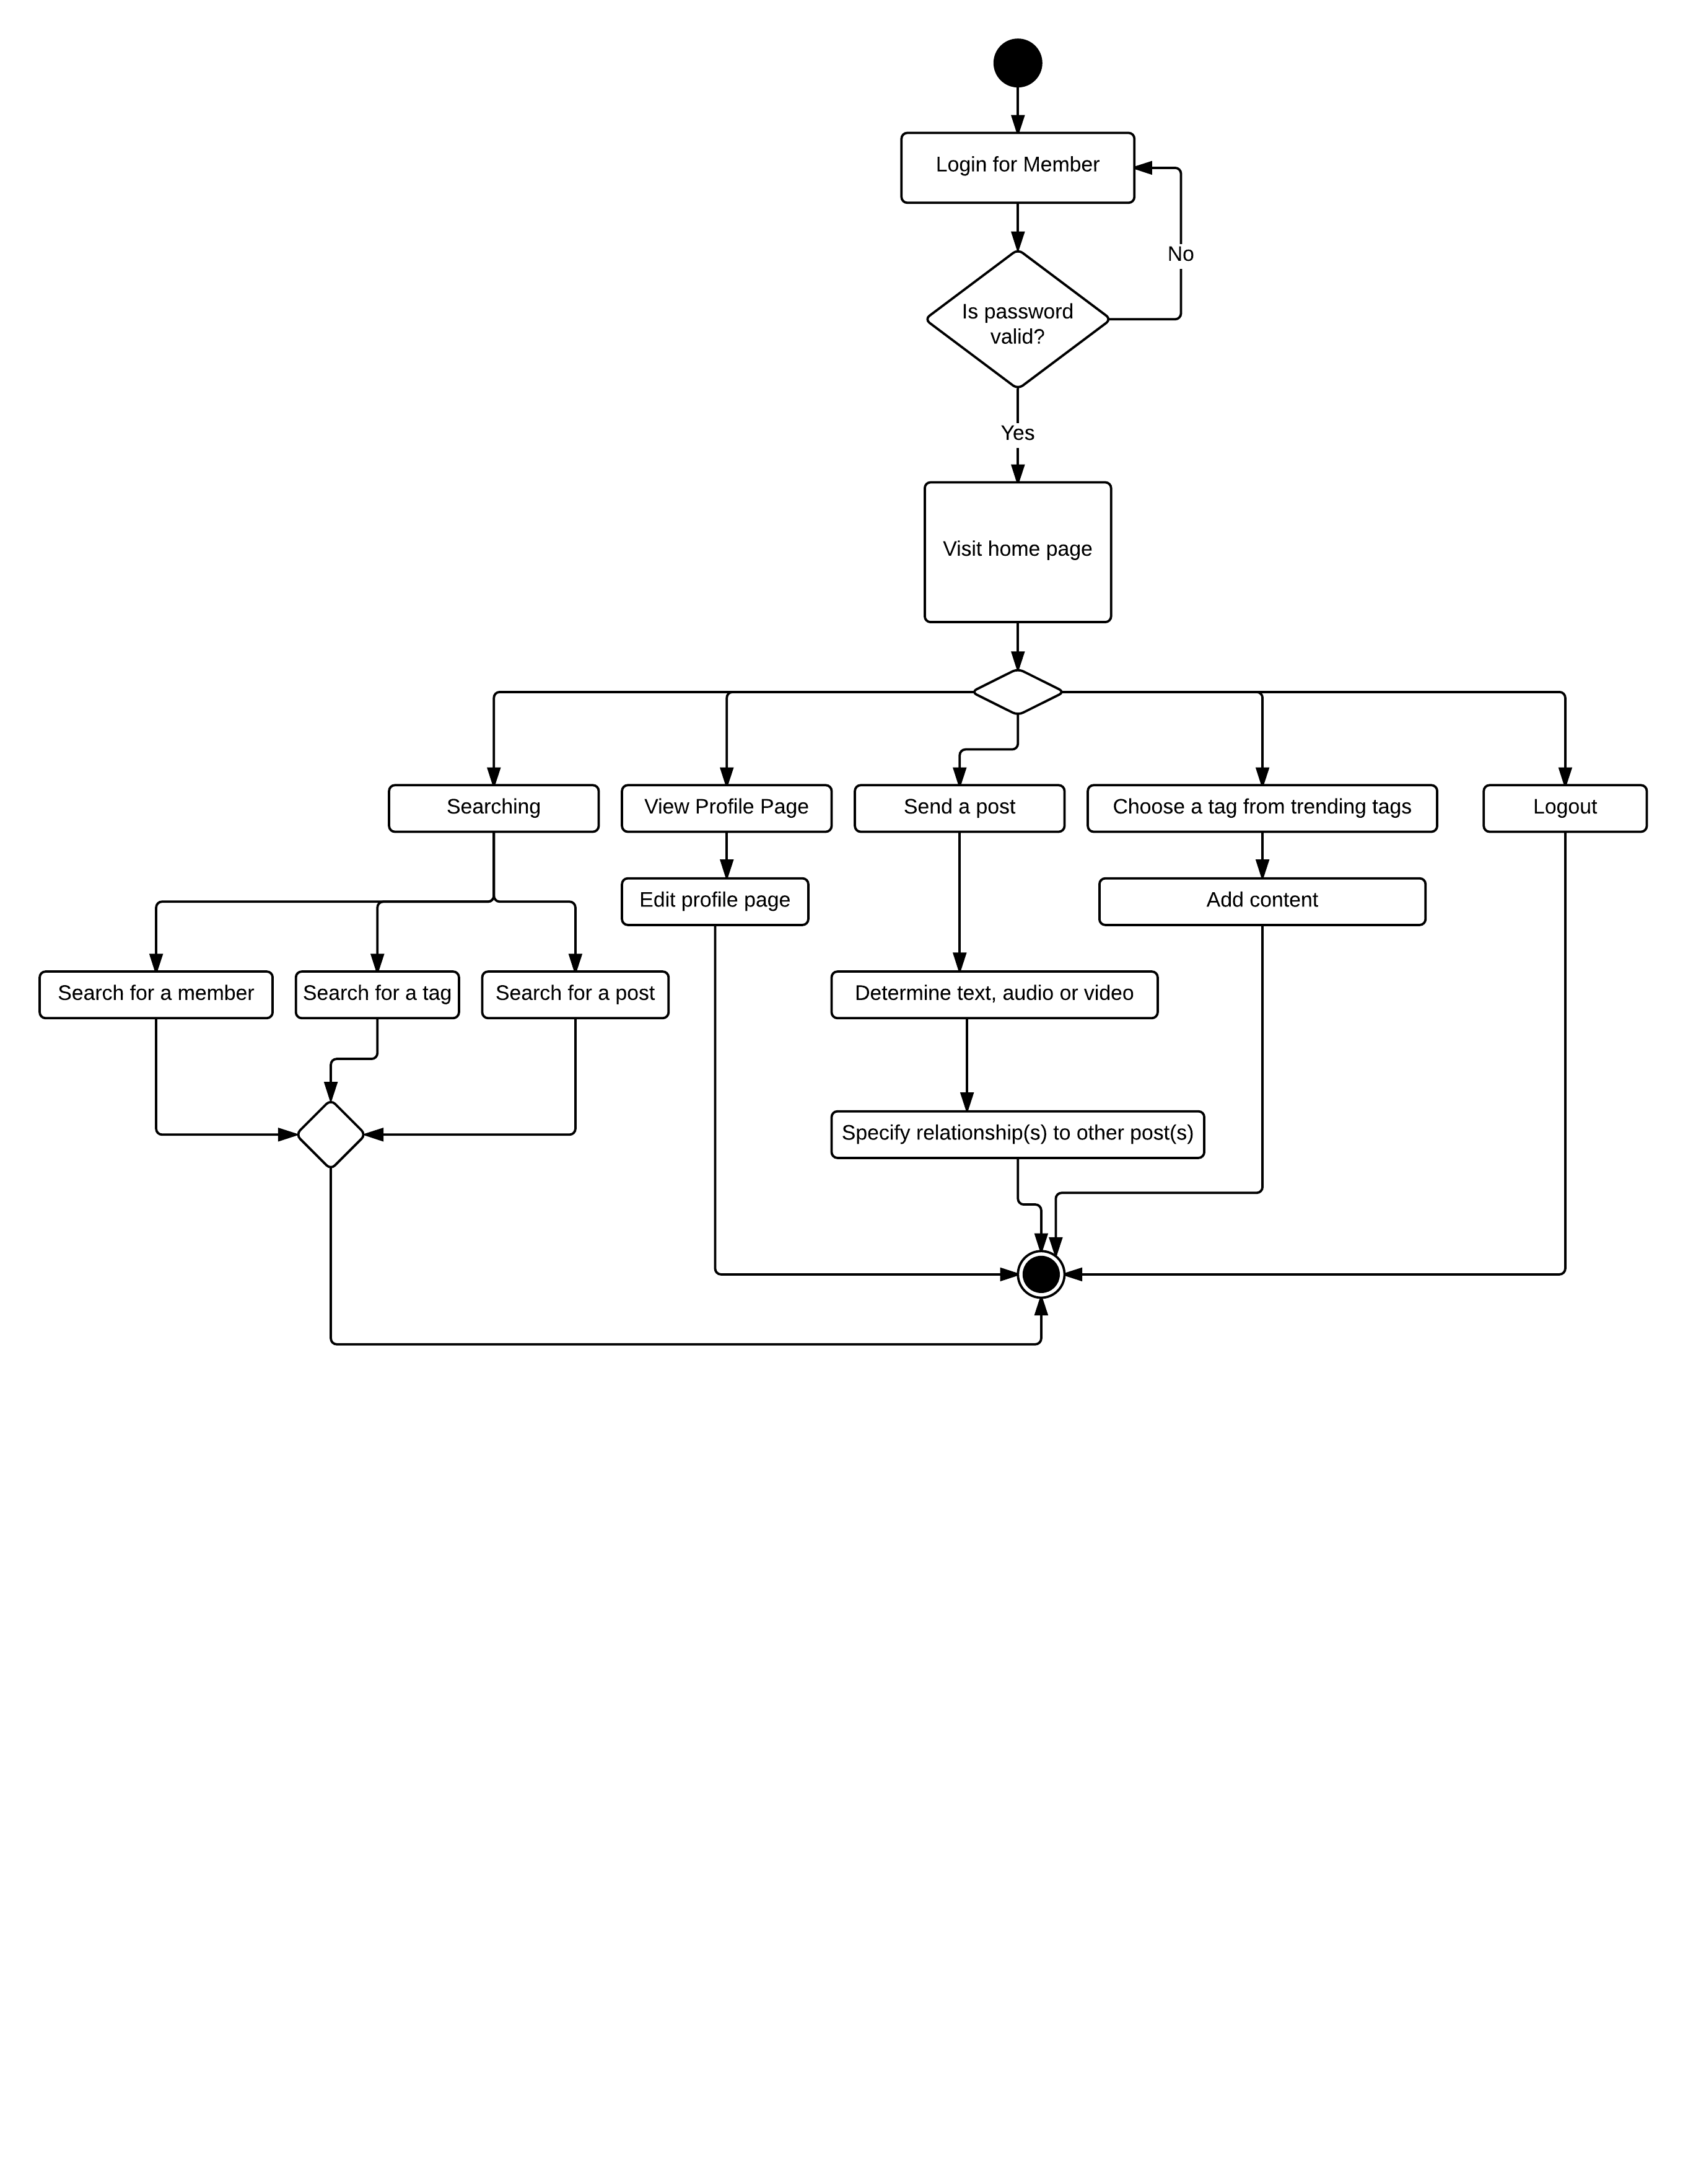 Login for Member
No
Is password
valid?
Yes
Visit home page
Searching
View Profile Page
Send a post
Choose a tag from trending tags
Logout
Edit profile page
Add content
Search for a member
Search for a tag
Search for a post
Determine text, audio or video
Specify relationship(s) to other post(s)